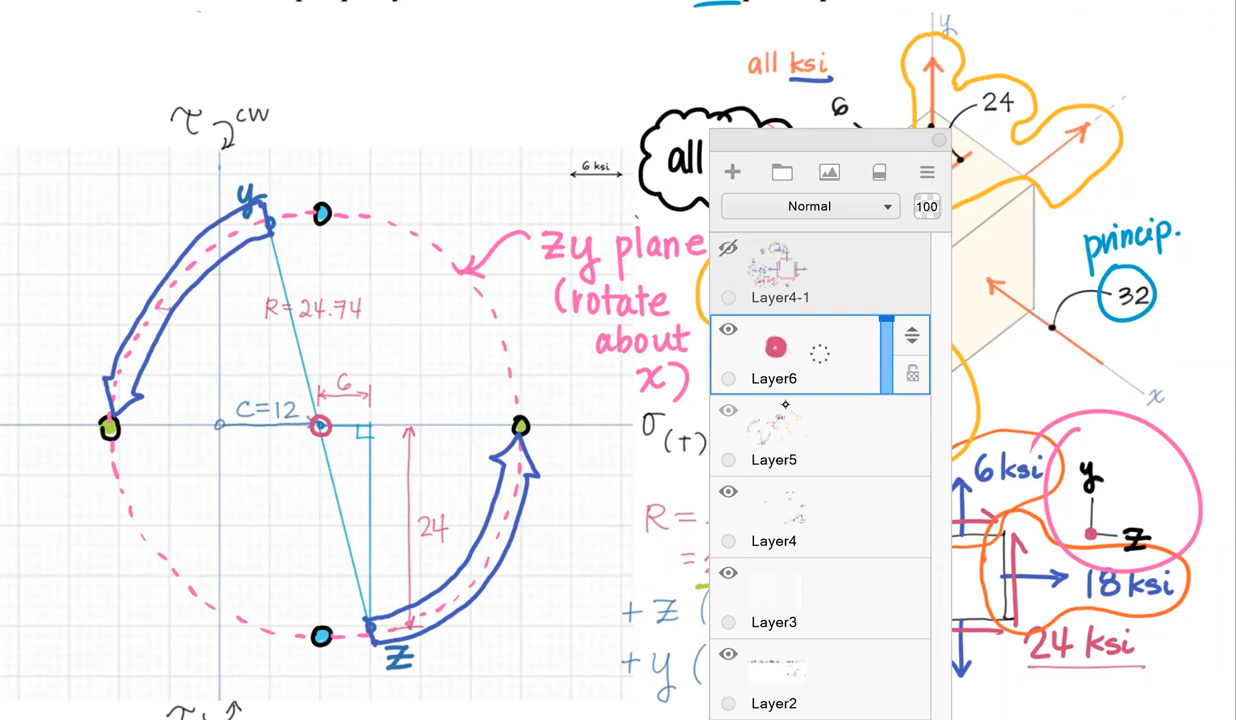 all ksi
y
τ CW
6
24
all
6 ksi
Normal
100
y
zy plane
princip.
Layer4-1
(rotate
32
R=24.74
about
x)
Layer6
6
x
C=12
σ(+)
Layer5
6 ksi
y
R =
24
Layer4
z
=
18 ksi
+ z (
Layer3
24 ksi
z
+ y (
Layer2